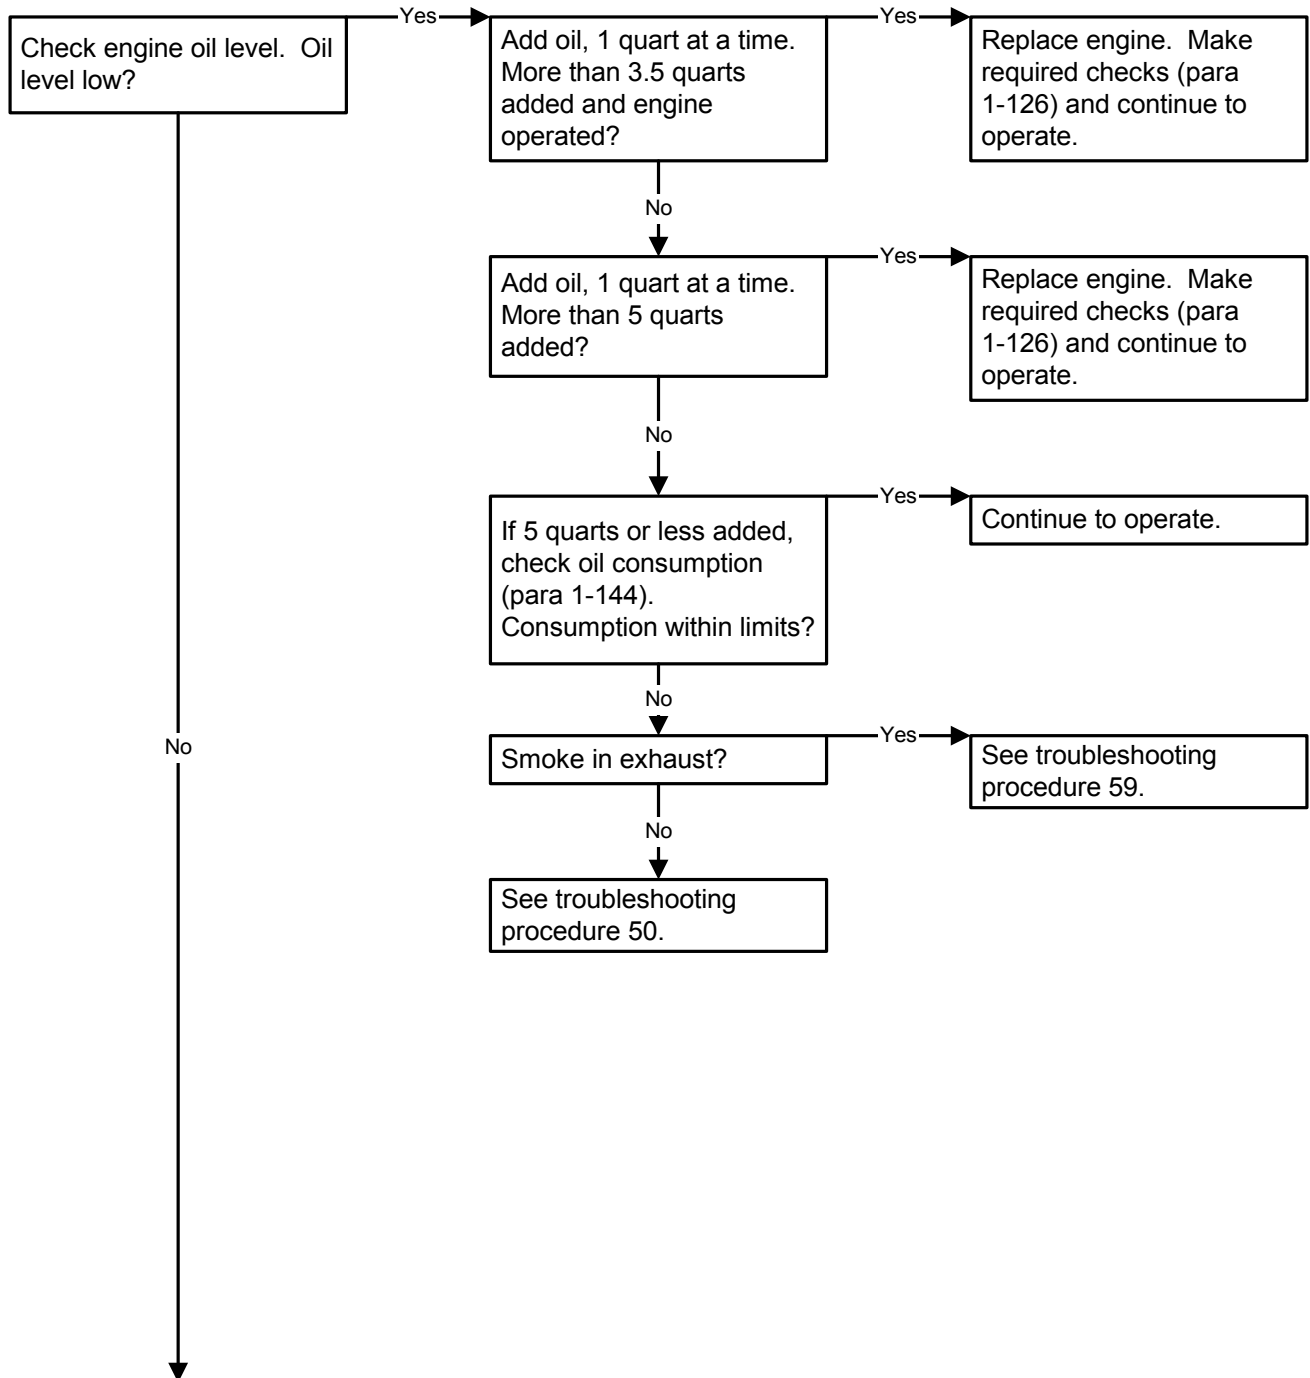 Check engine oil level.  Oil
level low?
Yes
Add oil, 1 quart at a time.
More than 3.5 quarts
added and engine
operated?
Yes
Replace engine.  Make
required checks (para
1-126) and continue to
operate.
No
Add oil, 1 quart at a time.
More than 5 quarts
added?
Yes
Replace engine.  Make
required checks (para
1-126) and continue to
operate.
No
If 5 quarts or less added,
check oil consumption
(para 1-144).
Consumption within limits?
Yes
Continue to operate.
No
Smoke in exhaust?
Yes
See troubleshooting
procedure 59.
No
See troubleshooting
procedure 50.
No